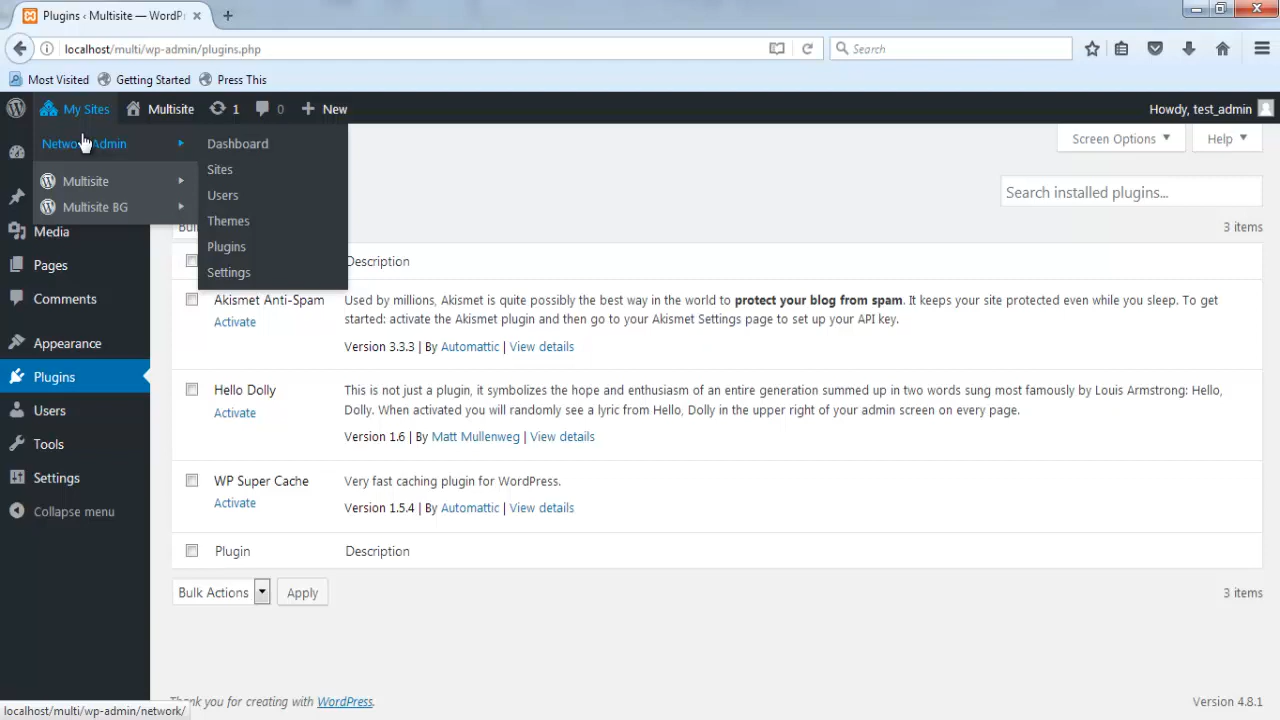 Plugins ‹ Multisite — WordP
localhost/multi/wp-admin/plugins.php
Search
Most Visited
Getting Started
Press This
My Sites
Multisite
1
0
New
Howdy, test_admin
Network Admin
Dashboard
Sites
Users
Themes
Plugins
Settings
Multisite
Multisite BG
Screen Options
Help
Search installed plugins...
3 items
Media
Pages
Comments
Appearance
Plugins
Users
Tools
Settings
Collapse menu
Description
Akismet Anti-Spam
Activate
Used by millions, Akismet is quite possibly the best way in the world to protect your blog from spam. It keeps your site protected even while you sleep. To get
started: activate the Akismet plugin and then go to your Akismet Settings page to set up your API key.
Version 3.3.3 | By Automattic | View details
Hello Dolly
Activate
This is not just a plugin, it symbolizes the hope and enthusiasm of an entire generation summed up in two words sung most famously by Louis Armstrong: Hello,
Dolly. When activated you will randomly see a lyric from Hello, Dolly in the upper right of your admin screen on every page.
Version 1.6 | By Matt Mullenweg | View details
WP Super Cache
Activate
Very fast caching plugin for WordPress.
Version 1.5.4 | By Automattic | View details
Plugin
Description
Bulk Actions
Apply
3 items
Thank you for creating with WordPress.
Version 4.8.1
localhost/multi/wp-admin/network/